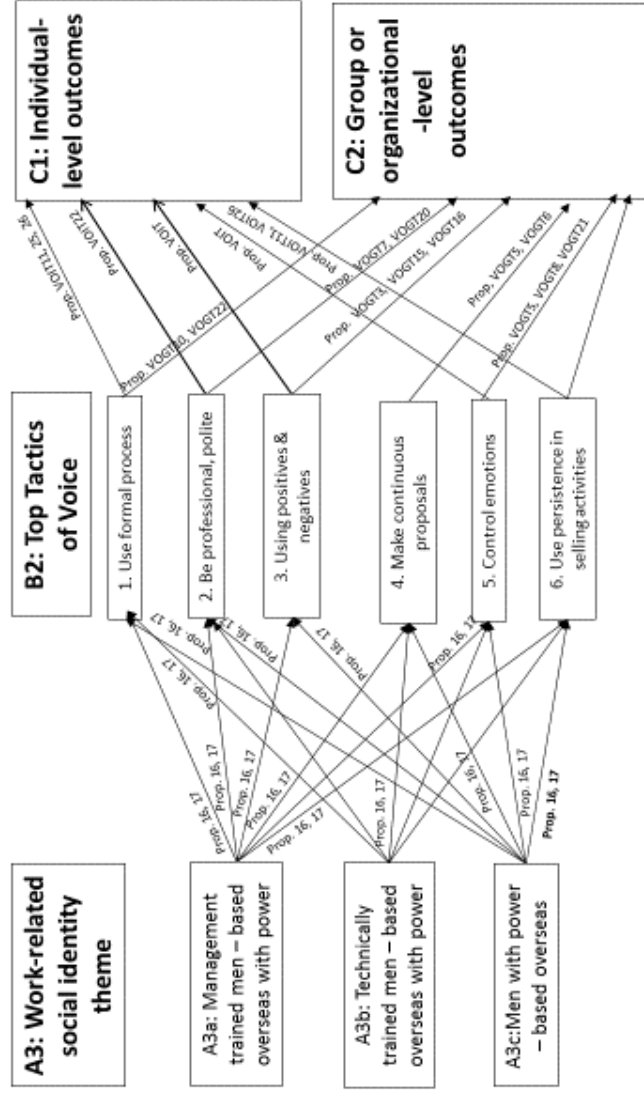 A3: Work-related
social identity
theme
A3a: Management
trained men – based
overseas with power
A3b: Technically
trained men – based
overseas with power
A3c:Men with power
– based overseas
Prop. 16, 17
Prop. 16, 17
Prop. 16, 17
Prop. 16, 17
Prop. 16, 17
Prop. 16, 17
Prop. 16, 17
Prop. 16, 17
Prop. 16, 17
Prop. 16, 17
Prop. 16, 17
Prop. 16, 17
Prop. 16, 17
Prop. 16, 17
B2: Top Tactics
of Voice
1. Use formal process
2. Be professional, polite
3. Using positives &
negatives
4. Make continuous
proposals
5. Control emotions
6. Use persistence in
selling activities
Prop. VOIT11, 25, 26
Prop. VOIT22
Prop. VOIT
Prop. VOIT
Prop. VOIT11, VOIT26
Prop. VOGT20, VOGT22
Prop. VOGT7, VOGT20
Prop. VOGT3, VOGT15, VOGT16
Prop, VOGT5, VOGT6
Prop. VOGT5, VOGT8, VOGT21
C1: Individual-
level outcomes
C2: Group or
organizational
-level
outcomes